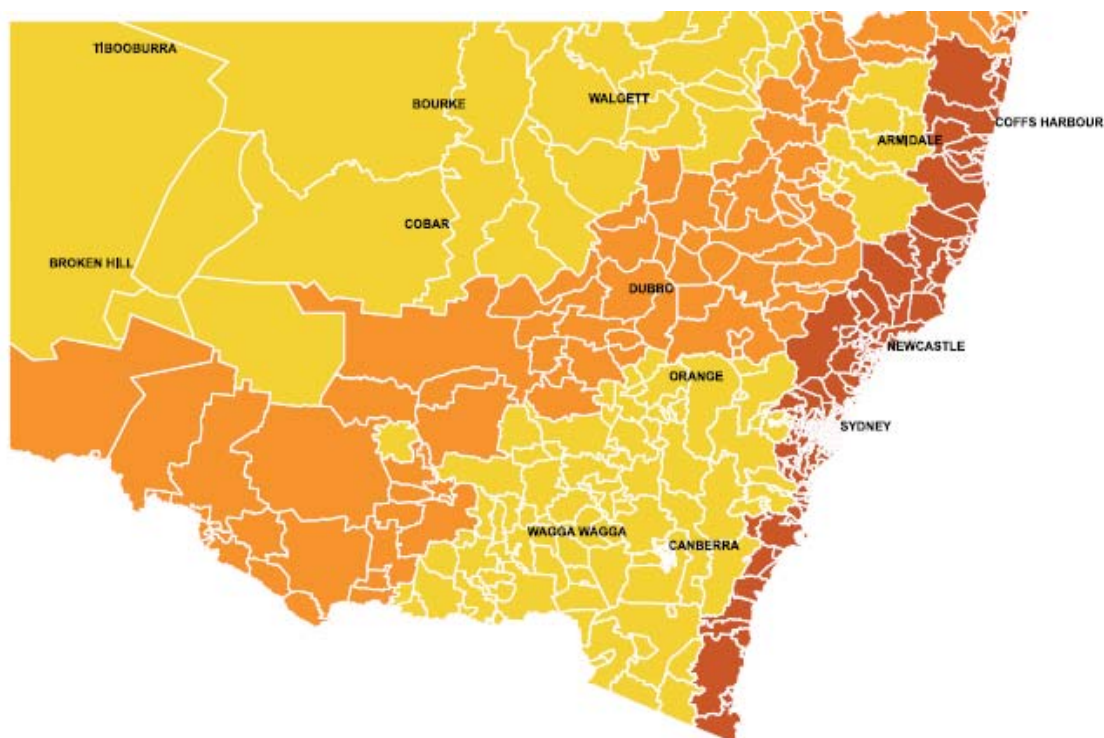 TIBOOBURRA
BOURKE
WALGETT
COFFS HARBOUR
ARMIDALE
COBAR
BROKEN HILL
DUBBO
NEWCASTLE
ORANGE
SYDNEY
WAGGA WAGGA
CANBERRA